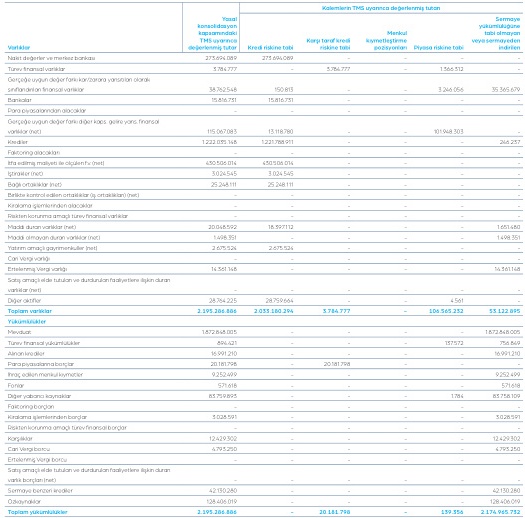 Kalemlerin TMS uyarınca değerlenmiş tutarı
Varlıklar Yasal konsolidasyon kapsamındaki TMS uyarınca değerlenmiş tutar Kredi riskine tabi Karşı taraf kredi riskine tabi Menkul kıymetleştirme pozisyonları Piyasa riskine tabi Sermaye yükümlülüğüne tabi olmayan veya sermayeden indirilen
Nakit değerler ve merkez bankası 273.694.089 273.694.089 – – – –
Türev finansal varlıklar 3.784.777 – 3.784.777 – 1.366.312 –
Gerçeğe uygun değer farkı kar/zarara yansıtılan olarak
sınıflandırılan finansal varlıklar 38.762.548 150.813 – – 3.246.056 35.365.679
Bankalar 15.816.731 15.816.731 – – – –
Para piyasalarından alacaklar – – – – – –
Gerçeğe uygun değer farkı diğer kaps. gelire yans. finansal
varlıklar (net) 115.067.083 13.118.780 – – 101.948.303 –
Krediler 1.222.035.148 1.221.788.911 – – – 246.237
Faktoring alacakları – – – – – –
İtfa edilmiş maliyeti ile ölçülen f.v. (net) 430.506.014 430.506.014 – – – –
İştirakler (net) 3.024.545 3.024.545 – – – –
Bağlı ortaklıklar (net) 25.248.111 25.248.111 – – – –
Birlikte kontrol edilen ortaklıklar (iş ortaklıkları) (net) – – – – – –
Kiralama işlemlerinden alacaklar – – – – – –
Riskten korunma amaçlı türev finansal varlıklar – – – – – –
Maddi duran varlıklar (net) 20.048.592 18.397.112 – – – 1.651.480
Maddi olmayan duran varlıklar (net) 1.498.351 – – – – 1.498.351
Yatırım amaçlı gayrimenkuller (net) 2.675.524 2.675.524 – – – –
Cari Vergi varlığı – – – – – –
Ertelenmiş Vergi varlığı 14.361.148 – – – – 14.361.148
Satış amaçlı elde tutulan ve durdurulan faaliyetlere ilişkin duran
varlıklar (net) – – – – – –
Diğer aktifler 28.764.225 28.759.664 – – 4.561 –
Toplam varlıklar 2.195.286.886 2.033.180.294 3.784.777 – 106.565.232 53.122.895
Yükümlülükler
Mevduat 1.872.848.005 – – – – 1.872.848.005
Türev finansal yükümlülükler 894.421 – – – 137.572 756.849
Alınan krediler 16.991.210 – – – – 16.991.210
Para piyasalarına borçlar 20.181.798 – 20.181.798 – – –
İhraç edilen menkul kıymetler 9.252.499 – – – – 9.252.499
Fonlar 571.618 – – – – 571.618
Diğer yabancı kaynaklar 83.759.893 – – – 1.784 83.758.109
Faktoring borçları – – – – – –
Kiralama işlemlerinden borçlar 3.028.591 – – – – 3.028.591
Riskten korunma amaçlı türev finansal borçlar – – – – – –
Karşılıklar 12.429.302 – – – – 12.429.302
Cari Vergi borcu 4.793.250 – – – – 4.793.250
Ertelenmiş Vergi borcu – – – – – –
Satış amaçlı elde tutulan ve durdurulan faaliyetlere ilişkin duran
varlık borçları (net) – – – – – –
Sermaye benzeri krediler 42.130.280 – – – – 42.130.280
Özkaynaklar 128.406.019 – – – – 128.406.019
Toplam yükümlülükler 2.195.286.886 – 20.181.798 – 139.356 2.174.965.732